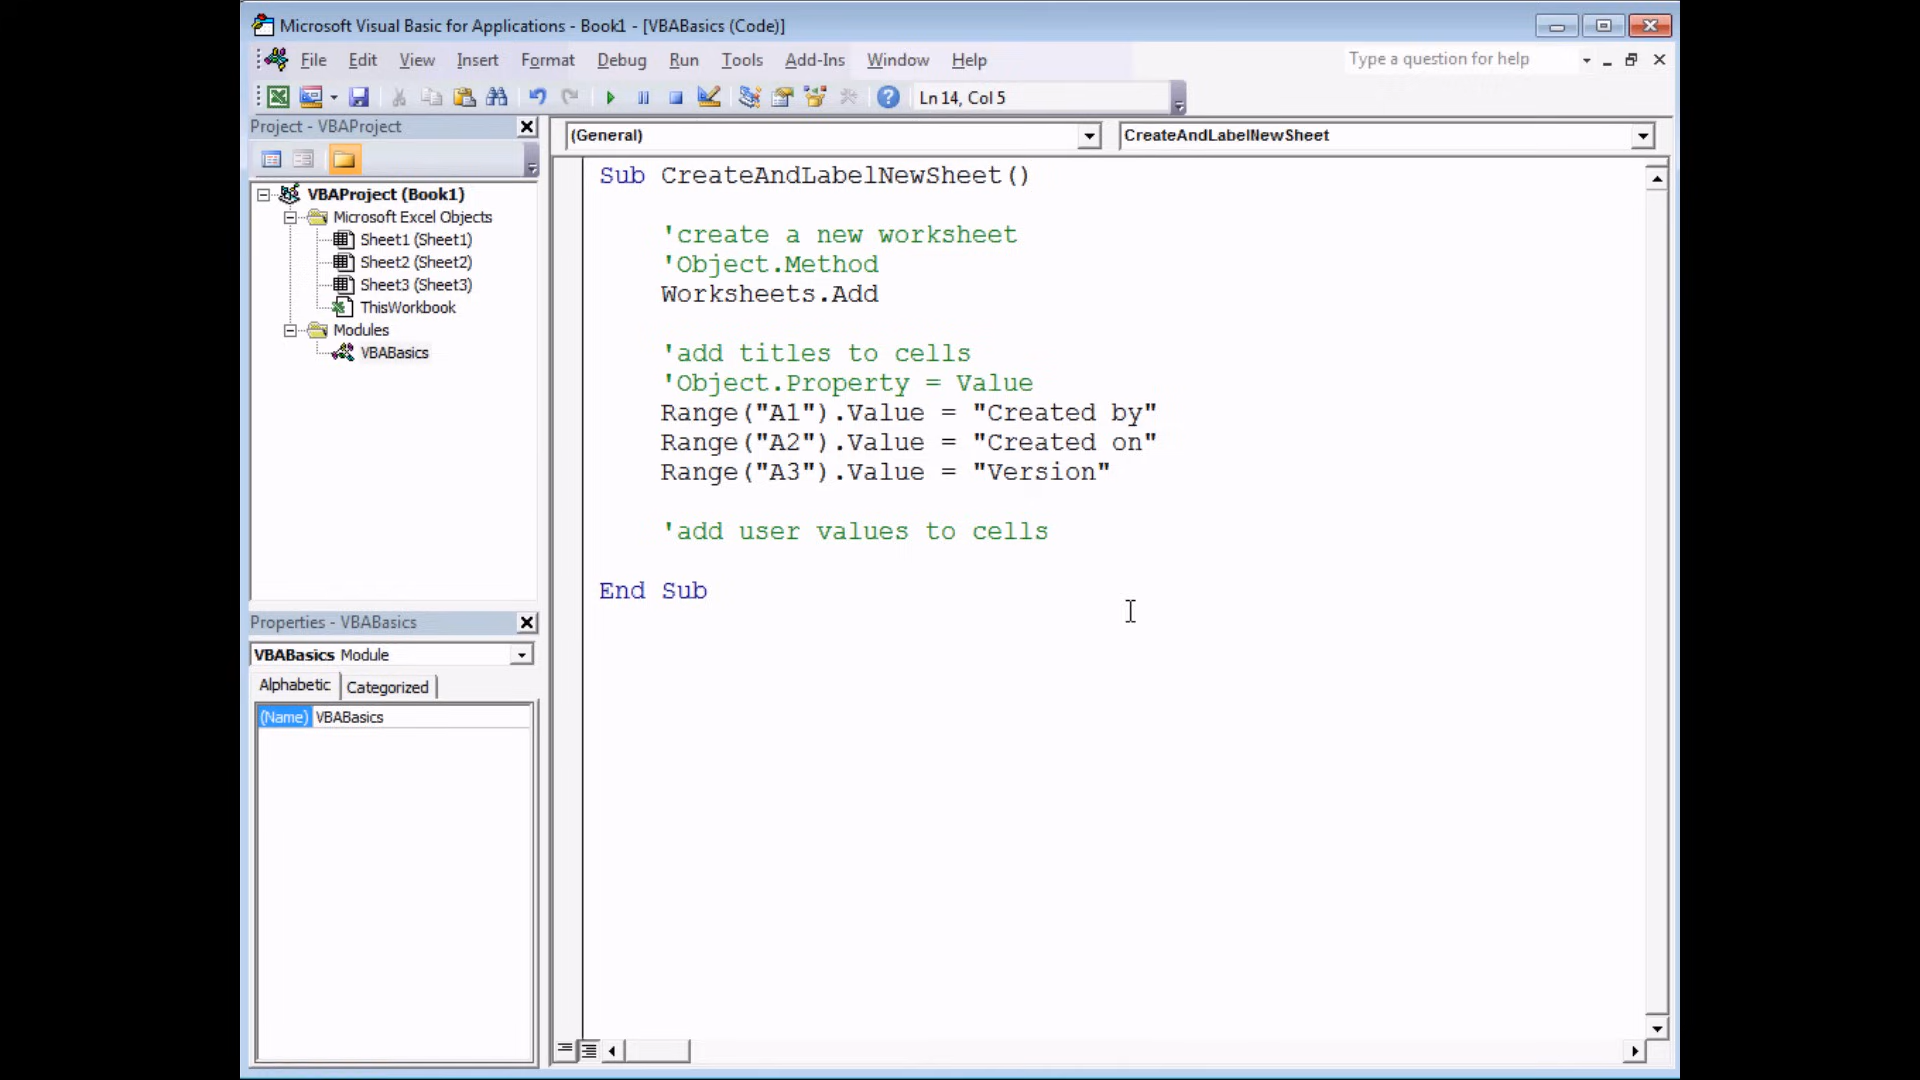 Microsoft Visual Basic for Applications - Book1 - [VBABasics (Code)]
File Edit View Insert Format Debug Run Tools Add-Ins Window Help
Type a question for help
Ln 14, Col 5
Project - VBAProject
VBAProject (Book1)
Microsoft Excel Objects
Sheet1 (Sheet1)
Sheet2 (Sheet2)
Sheet3 (Sheet3)
ThisWorkbook
Modules
VBABasics
Properties - VBABasics
VBABasics Module
Alphabetic Categorized
(Name) VBABasics
(General) CreateAndLabelNewSheet
Sub CreateAndLabelNewSheet()
'create a new worksheet
'Object.Method
Worksheets.Add
'add titles to cells
'Object.Property = Value
Range("A1").Value = "Created by"
Range("A2").Value = "Created on"
Range("A3").Value = "Version"
'add user values to cells
End Sub